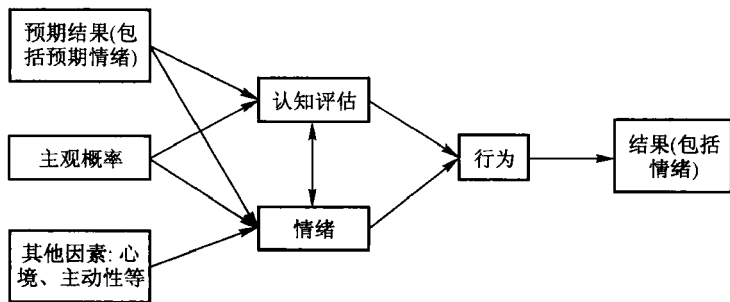 预期结果(包
括预期情绪)
认知评估
主观概率
行为
结果(包括
情绪)
情绪
其他因素: 心
境、主动性等